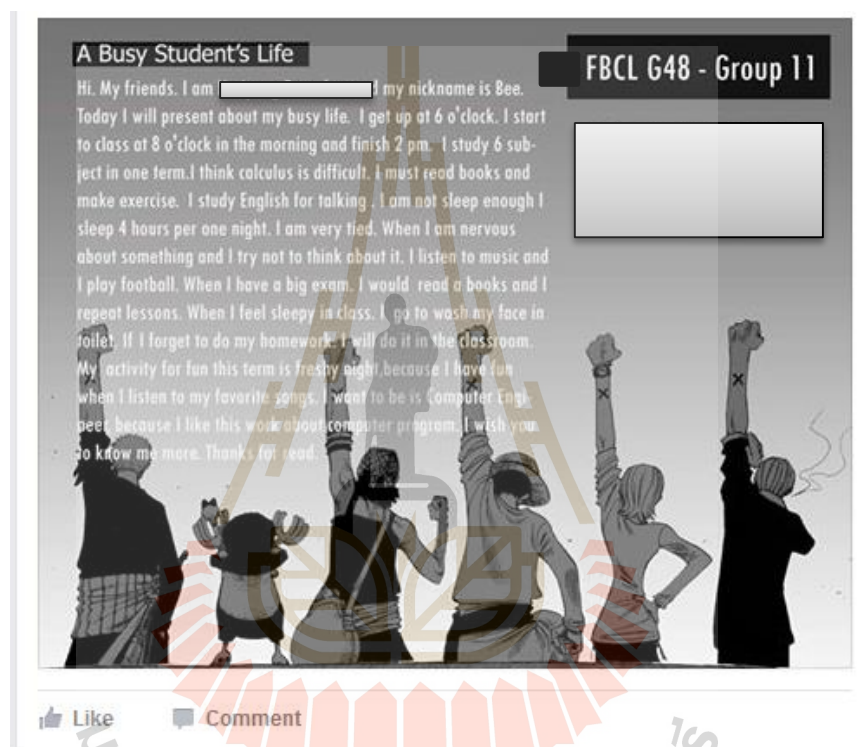 A Busy Student's Life
FBCL G48 - Group 11
Hi. My friends. I am d my nickname is Bee.
Today I will present about my busy life. I get up at 6 o'clock. I start
to class at 8 o'clock in the morning and finish 2 pm. I study 6 sub-
ject in one term.I think calculus is difficult. I must read books and
make exercise. I study English for talking . I am not sleep enough I
sleep 4 hours per one night. I am very tied. When I am nervous
about something and I try not to think about it. I listen to music and
I play football. When I have a big exam. I would read a books and I
repeat lessons. When I feel sleepy in class. I go to wash my face in
toilet. If I forget to do my homework. I will do it in the classroom.
My activity for fun this term is freshy night,because I have fun
when I listen to my favorite songs. I want to be is Computer Engi-
neer because I like this work about computer program. I wish you
to know me more. Thanks for read.
Like
Comment